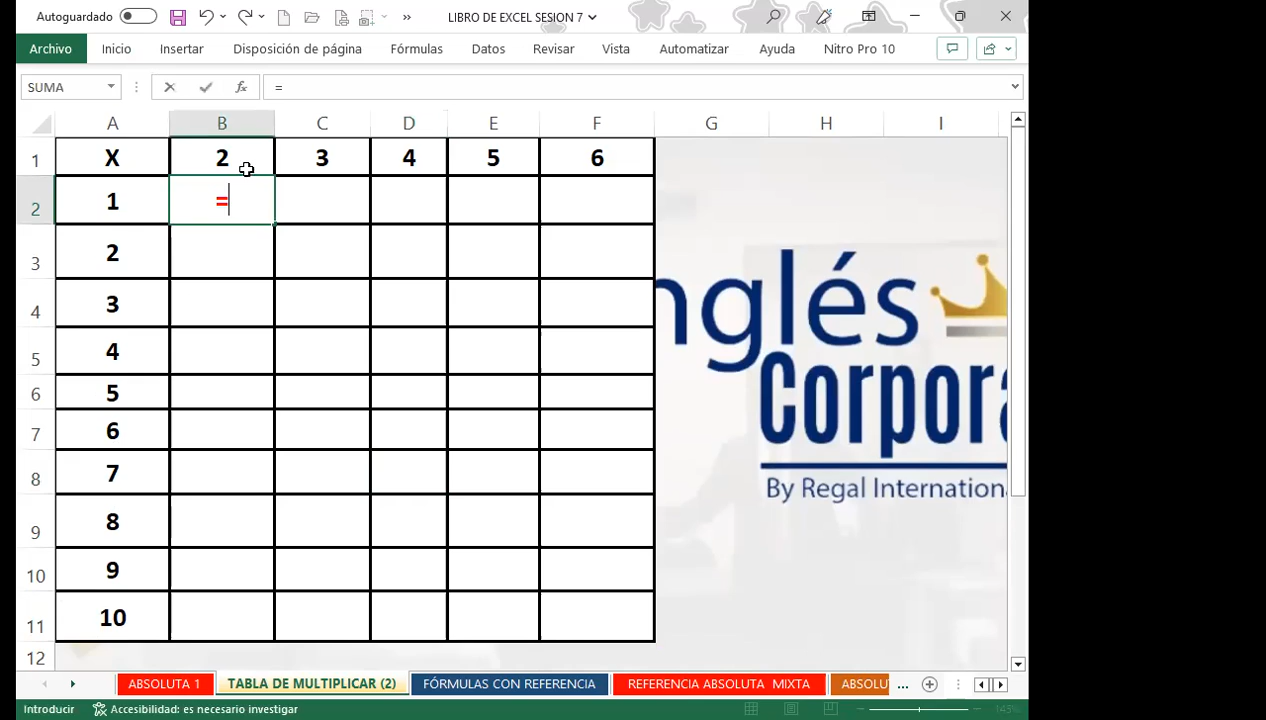 Autoguardado
LIBRO DE EXCEL SESION 7
Archivo Inicio Insertar Disposición de página Fórmulas Datos Revisar Vista Automatizar Ayuda Nitro Pro 10
SUMA fx =
A B C D E F G H I
1 X 2 3 4 5 6
2 1 =
3 2
4 3
5 4
6 5
7 6
8 7
9 8
10 9
11 10
12
nglés
Corpora
By Regal Internation
ABSOLUTA 1 TABLA DE MULTIPLICAR (2) FÓRMULAS CON REFERENCIA REFERENCIA ABSOLUTA MIXTA ABSOLU ...
Introducir Accesibilidad: es necesario investigar 145%